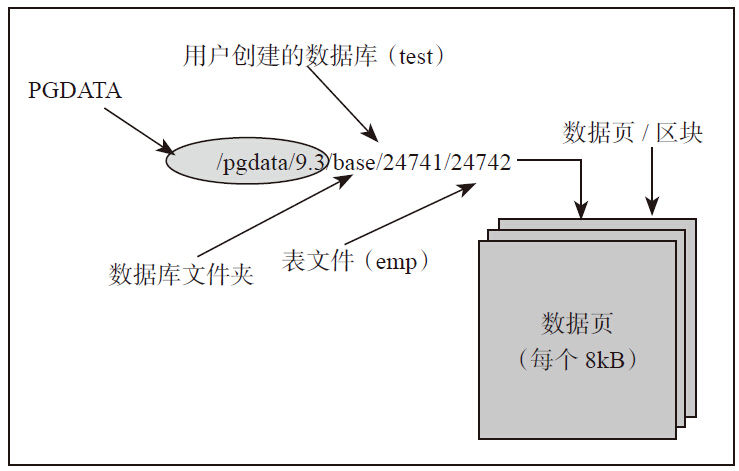 用户创建的数据库（test）
PGDATA
数据页 / 区块
/pgdata/9.3/base/24741/24742
数据库文件夹
表文件（emp）
数据页
（每个 8kB）